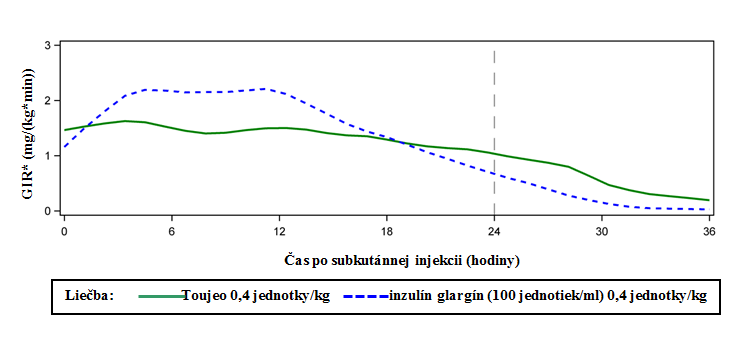 GIR* (mg/(kg*min))
3
2
1
0
0 6 12 18 24 30 36
Čas po subkutánnej injekcii (hodiny)
Liečba: Toujeo 0,4 jednotky/kg inzulín glargín (100 jednotiek/ml) 0,4 jednotky/kg